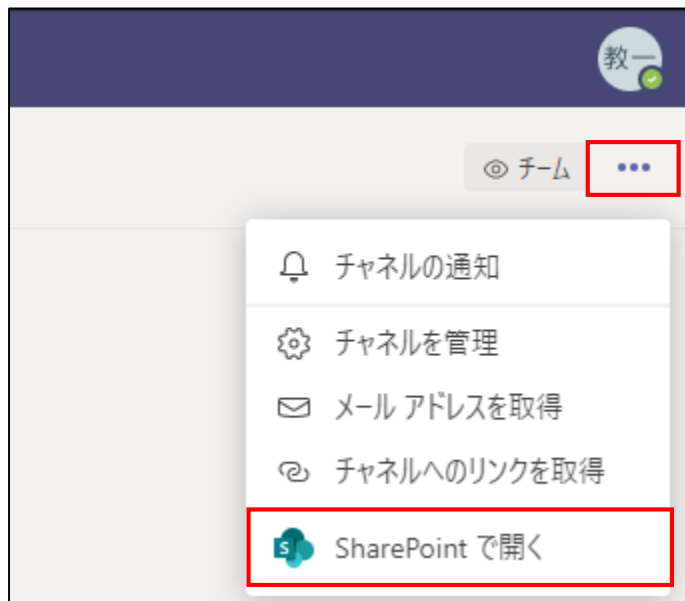 教一
チーム
チャネルの通知
チャネルを管理
メール アドレスを取得
チャネルへのリンクを取得
SharePoint で開く